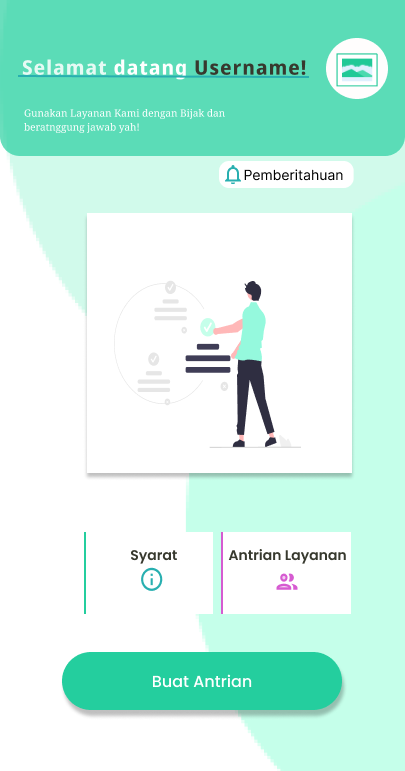 Selamat datang Username!
Gunakan Layanan Kami dengan Bijak dan
beratnggung jawab yah!
Pemberitahuan
Syarat
Antrian Layanan
Buat Antrian